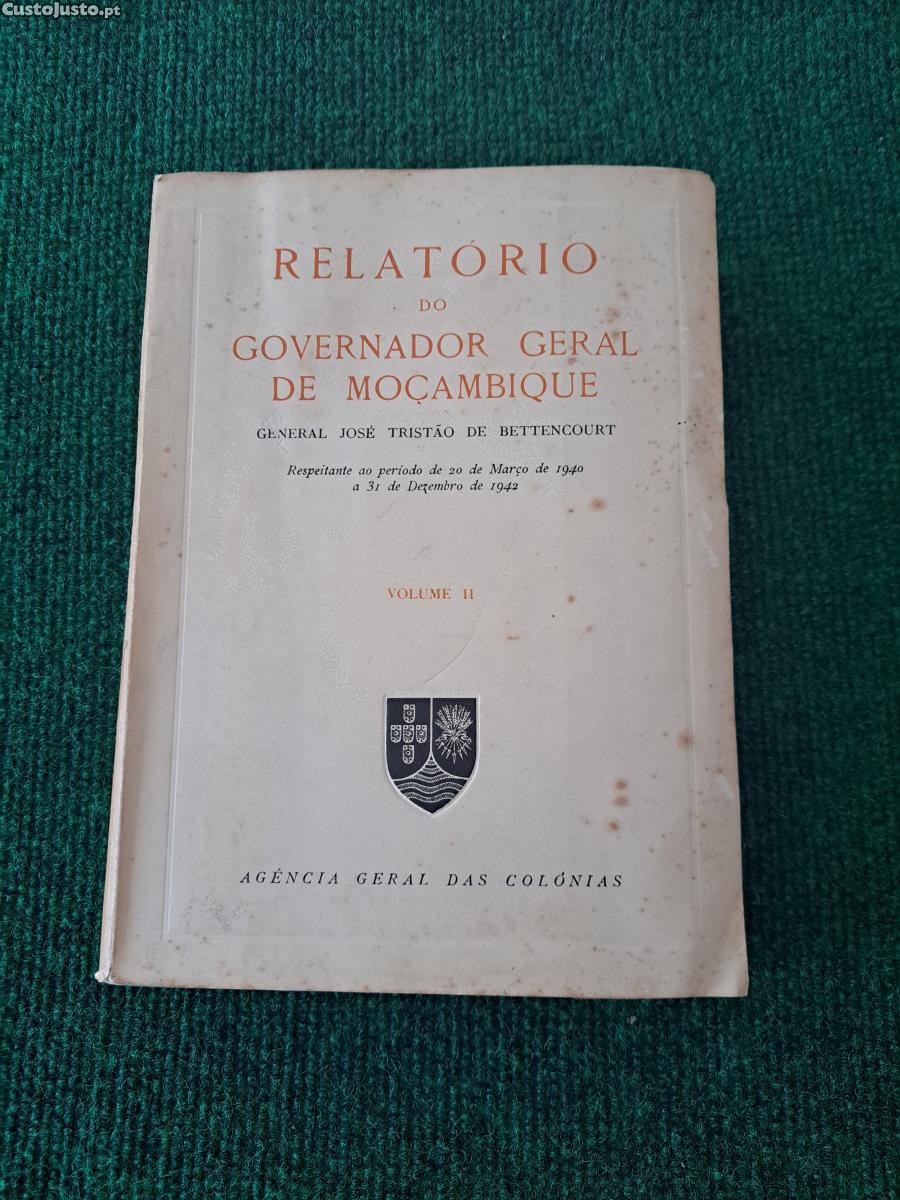 CustoJusto.pt
RELATÓRIO
DO
GOVERNADOR GERAL
DE MOÇAMBIQUE
GENERAL JOSÉ TRISTÃO DE BETTENCOURT
Respeitante ao período de 20 de Março de 1940
a 31 de Dezembro de 1942
VOLUME II
AGÊNCIA GERAL DAS COLÓNIAS